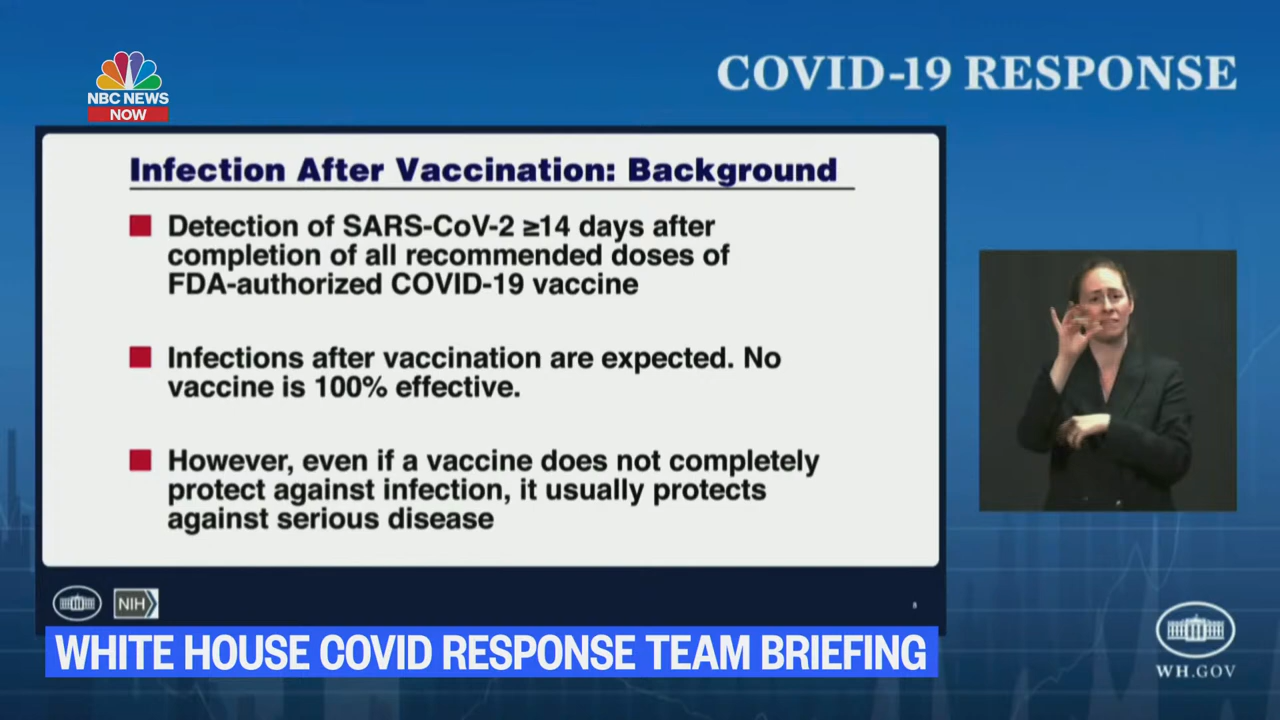 NBC NEWS
NOW
COVID-19 RESPONSE
Infection After Vaccination: Background
Detection of SARS-CoV-2 ≥14 days after
completion of all recommended doses of
FDA-authorized COVID-19 vaccine
Infections after vaccination are expected. No
vaccine is 100% effective.
However, even if a vaccine does not completely
protect against infection, it usually protects
against serious disease
NIH
8
WHITE HOUSE COVID RESPONSE TEAM BRIEFING
WH.GOV